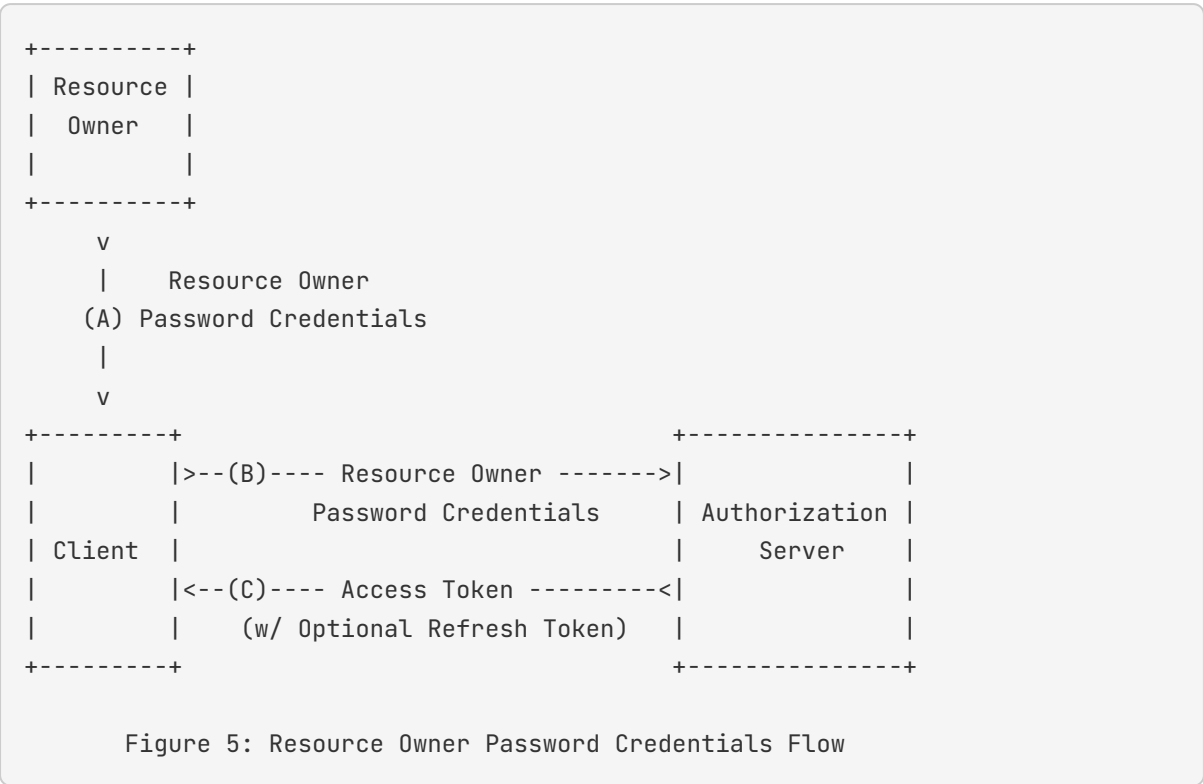 +----------+
| Resource |
|  Owner   |
|          |
+----------+
     v
     |    Resource Owner
    (A) Password Credentials
     |
     v
+---------+                                  +---------------+
|         |>--(B)---- Resource Owner ------->|               |
|         |         Password Credentials     | Authorization |
| Client  |                                  |     Server    |
|         |<--(C)---- Access Token ---------<|               |
|         |    (w/ Optional Refresh Token)   |               |
+---------+                                  +---------------+

       Figure 5: Resource Owner Password Credentials Flow